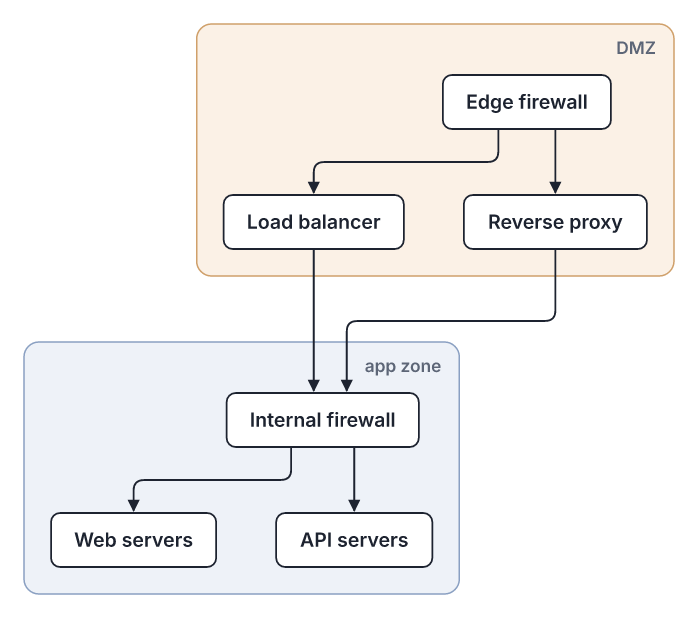 DMZ
Edge firewall
Load balancer
Reverse proxy
app zone
Internal firewall
Web servers
API servers